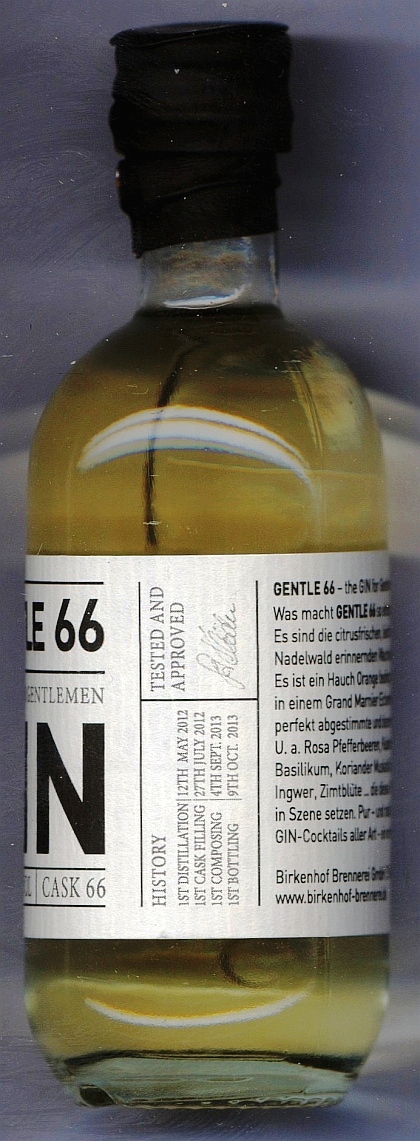 LE 66
GENTLEMEN
IN
CASK 66
TESTED AND
APPROVED
HISTORY
1ST DISTILLATION 12TH MAY 2012
1ST CASK FILLING 27TH JULY 2012
1ST COMPOSING 4TH SEPT. 2013
1ST BOTTLING 9TH OCT. 2013
GENTLE 66 – the GIN for
Was macht GENTLE 66 so
Es sind die citrusfrischen,
Nadelwald erinnernden
Es ist ein Hauch Orange
in einem Grand Marnier
perfekt abgestimmte und
U. a. Rosa Pfefferbeeren,
Basilikum, Koriander
Ingwer, Zimtblüte ... die
in Szene setzen. Pur - und
GIN-Cocktails aller Art -
Birkenhof Brennerei GmbH
www.birkenhof-brennerei.